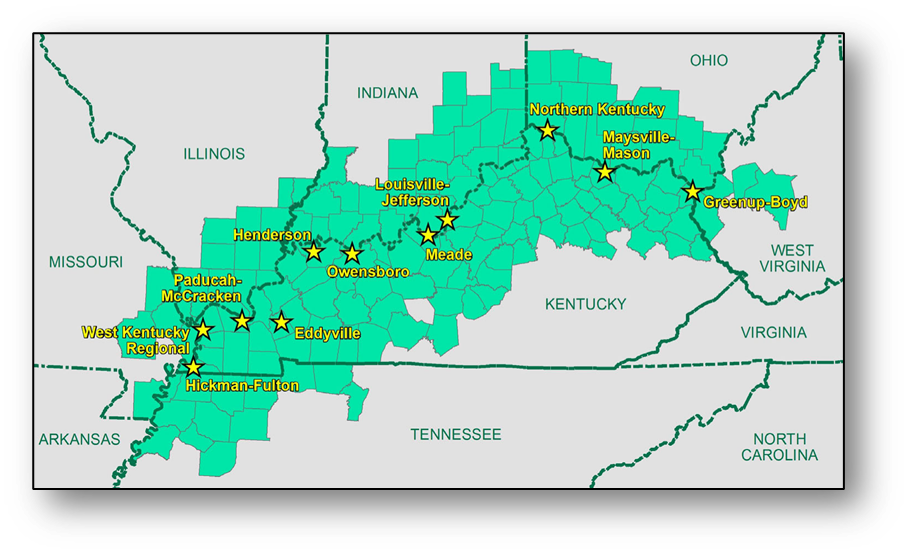 OHIO
INDIANA
Northern Kentucky
Maysville-
Mason
ILLINOIS
Louisville-
Jefferson
Greenup-Boyd
Henderson
Meade
WEST
VIRGINIA
MISSOURI
Owensboro
Paducah-
McCracken
KENTUCKY
West Kentucky
Regional
Eddyville
VIRGINIA
Hickman-Fulton
ARKANSAS
TENNESSEE
NORTH
CAROLINA